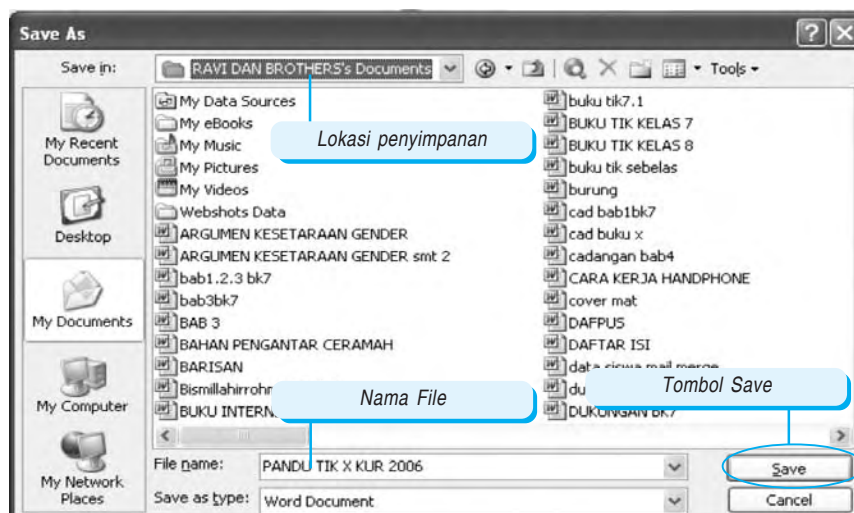 Save As
Save in:
RAVI DAN BROTHERS's Documents
Tools
My Recent
Documents
Desktop
My Documents
My Computer
My Network
Places
My Data Sources
My eBooks
My Music
My Pictures
My Videos
Webshots Data
ARGUMEN KESETARAAN GENDER
ARGUMEN KESETARAAN GENDER smt 2
bab1.2.3 bk7
bab3bk7
BAB 3
BAHAN PENGANTAR CERAMAH
BARISAN
BUKU
buku tik7.1
BUKU TIK KELAS 7
BUKU TIK KELAS 8
buku tik sebelas
burung
cad bab1bk7
cad buku x
cadangan bab4
CARA KERJA HANDPHONE
cover mat
DAFPUS
DAFTAR ISI
data siswa mail merge
DUKUNGAN BK7
Lokasi penyimpanan
Nama File
Tombol Save
File name:
PANDU TIK X KUR 2006
Save
Save as type:
Word Document
Cancel